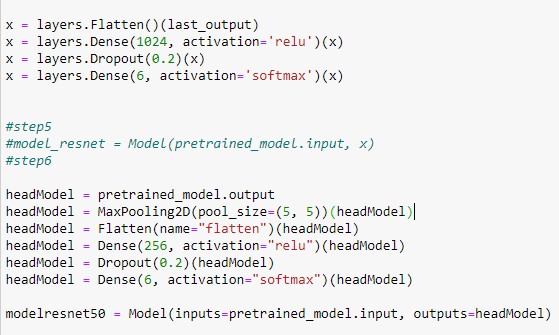 x = layers.Flatten()(last_output)
x = layers.Dense(1024, activation='relu')(x)
x = layers.Dropout(0.2)(x)
x = layers.Dense(6, activation='softmax')(x)
#step5
#model_resnet = Model(pretrained_model.input, x)
#step6
headModel = pretrained_model.output
headModel = MaxPooling2D(pool_size=(5, 5))(headModel)
headModel = Flatten(name="flatten")(headModel)
headModel = Dense(256, activation="relu")(headModel)
headModel = Dropout(0.2)(headModel)
headModel = Dense(6, activation="softmax")(headModel)
modelresnet50 = Model(inputs=pretrained_model.input, outputs=headModel)